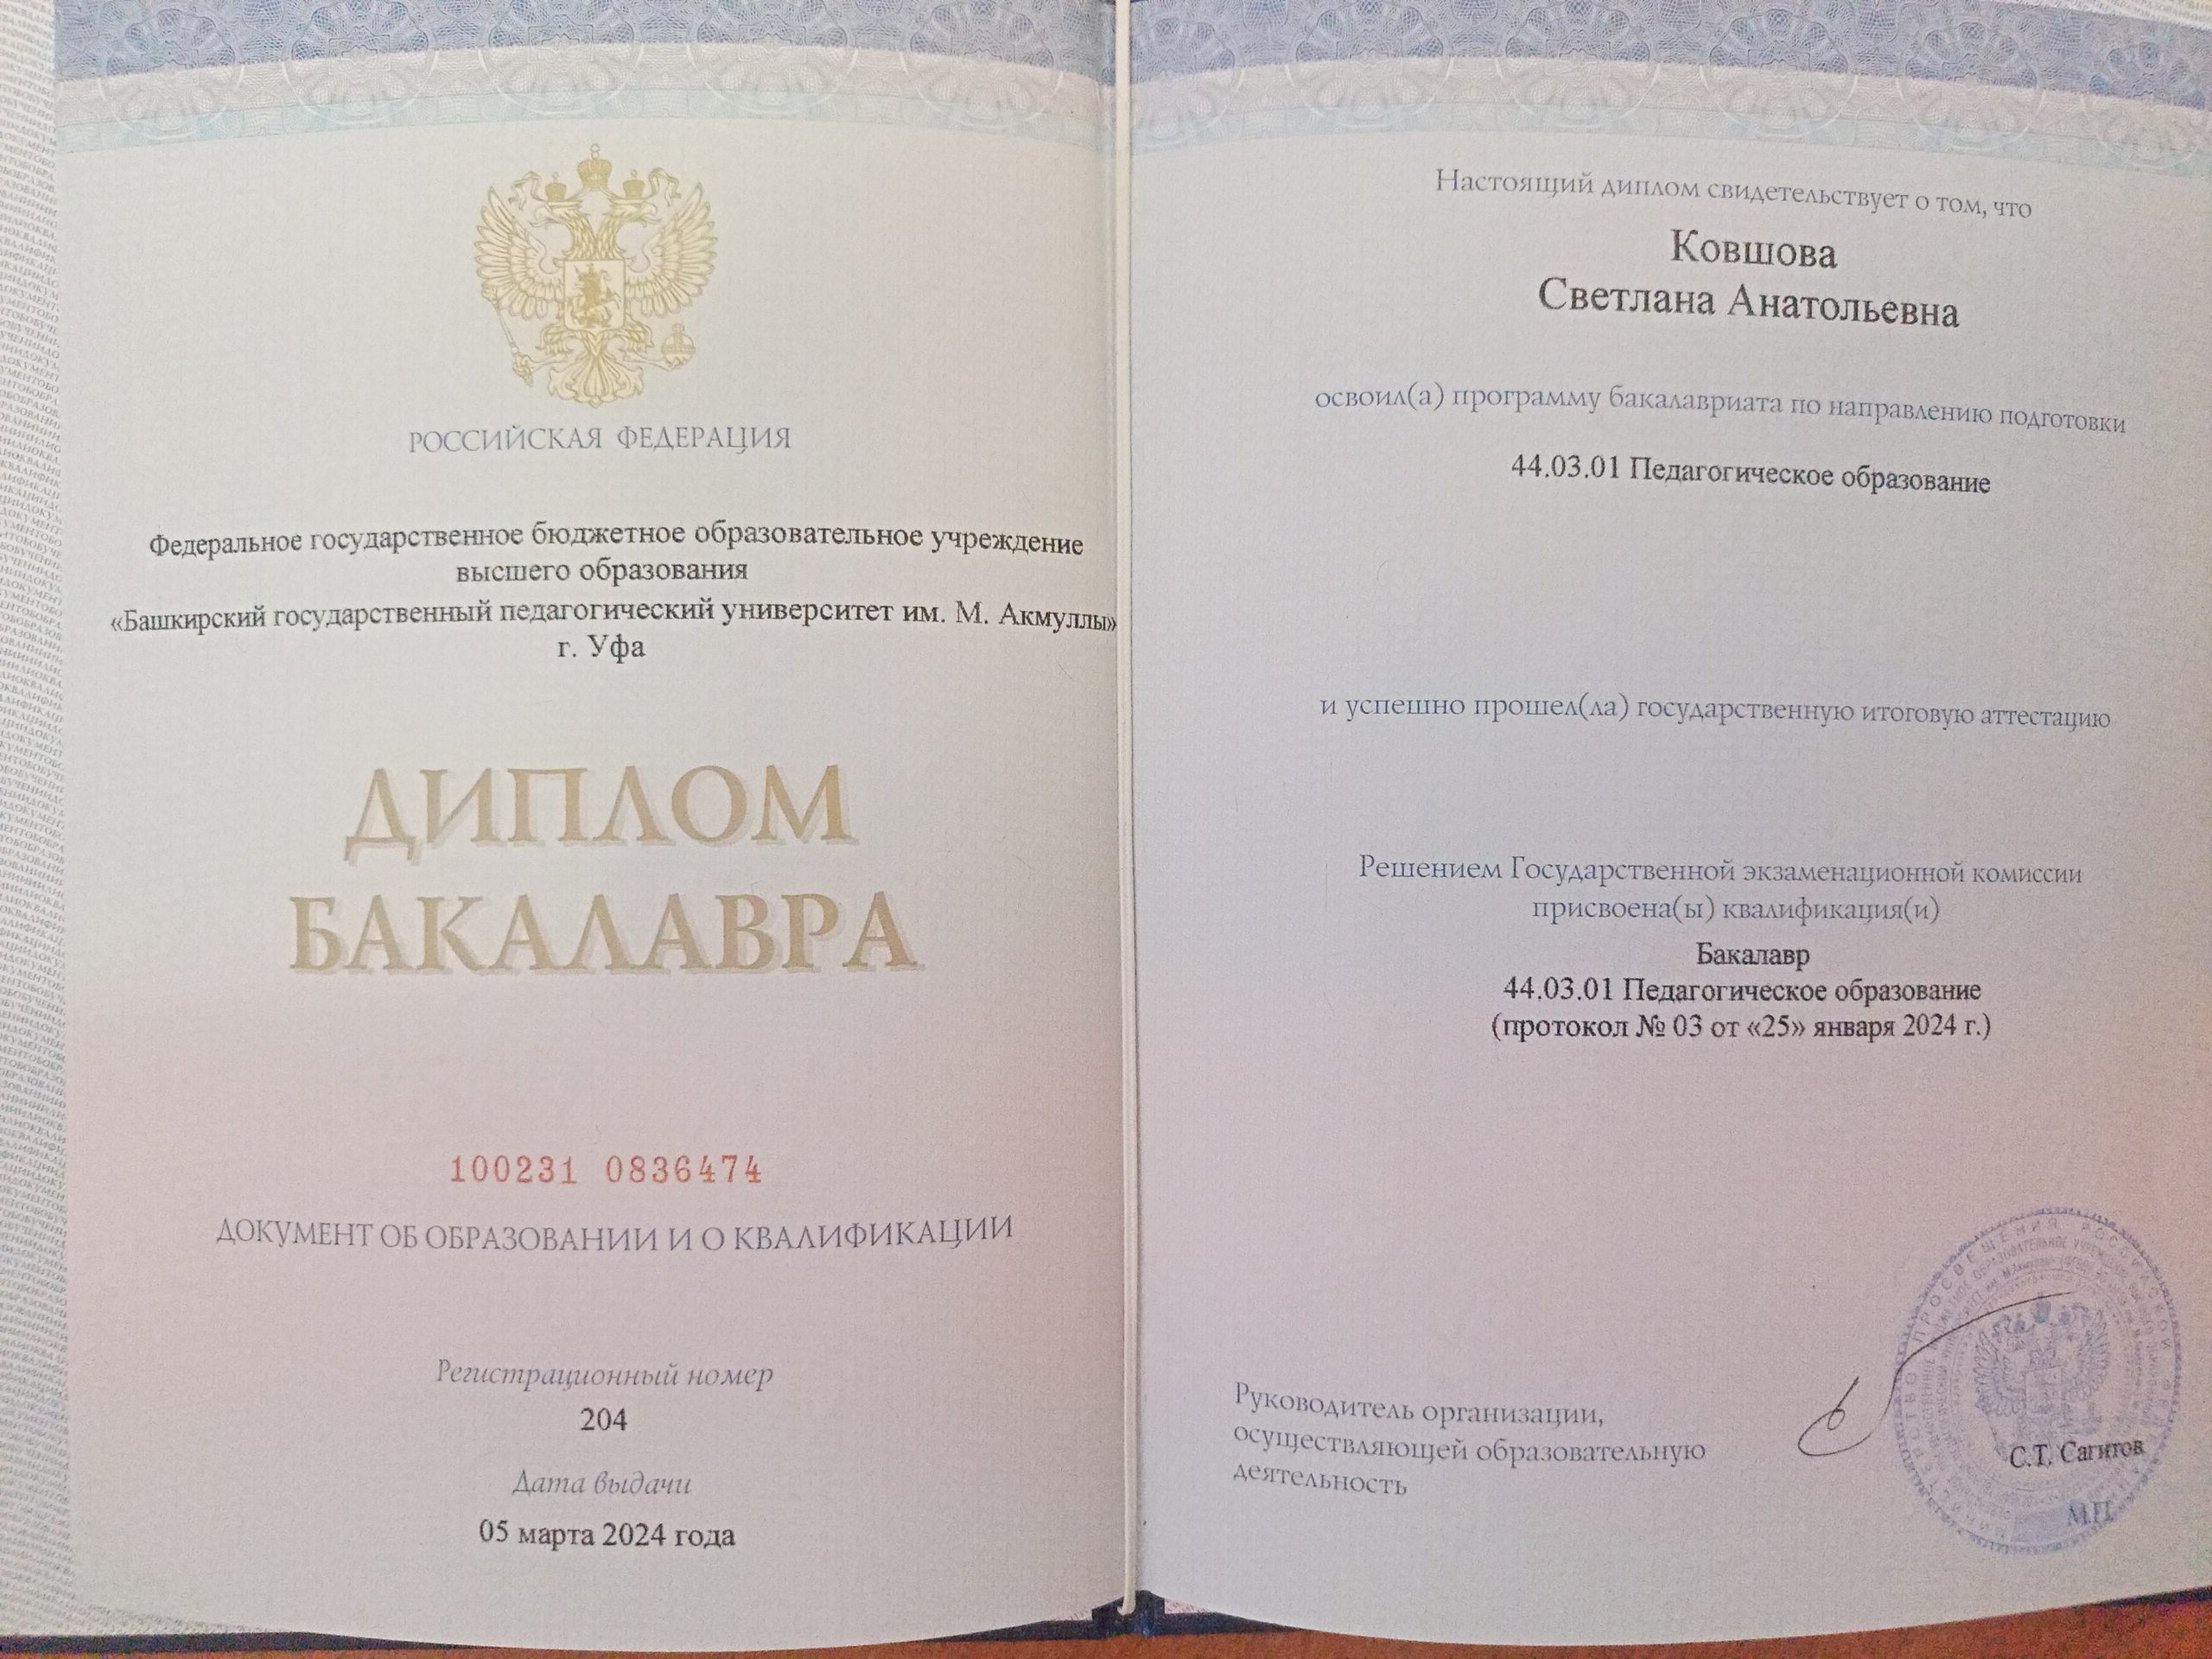 РОССИЙСКАЯ ФЕДЕРАЦИЯ
Федеральное государственное бюджетное образовательное учреждение
высшего образования
«Башкирский государственный педагогический университет им. М. Акмуллы»
г. Уфа
ДИПЛОМ
БАКАЛАВРА
100231 0836474
ДОКУМЕНТ ОБ ОБРАЗОВАНИИ И О КВАЛИФИКАЦИИ
Регистрационный номер
204
Дата выдачи
05 марта 2024 года
Настоящий диплом свидетельствует о том, что
Ковшова
Светлана Анатольевна
освоил(а) программу бакалавриата по направлению подготовки
44.03.01 Педагогическое образование
и успешно прошел(ла) государственную итоговую аттестацию
Решением Государственной экзаменационной комиссии
присвоена(ы) квалификация(и)
Бакалавр
44.03.01 Педагогическое образование
(протокол № 03 от «25» января 2024 г.)
Руководитель организации,
осуществляющей образовательную
деятельность
С.Т. Сагитов
М.П.